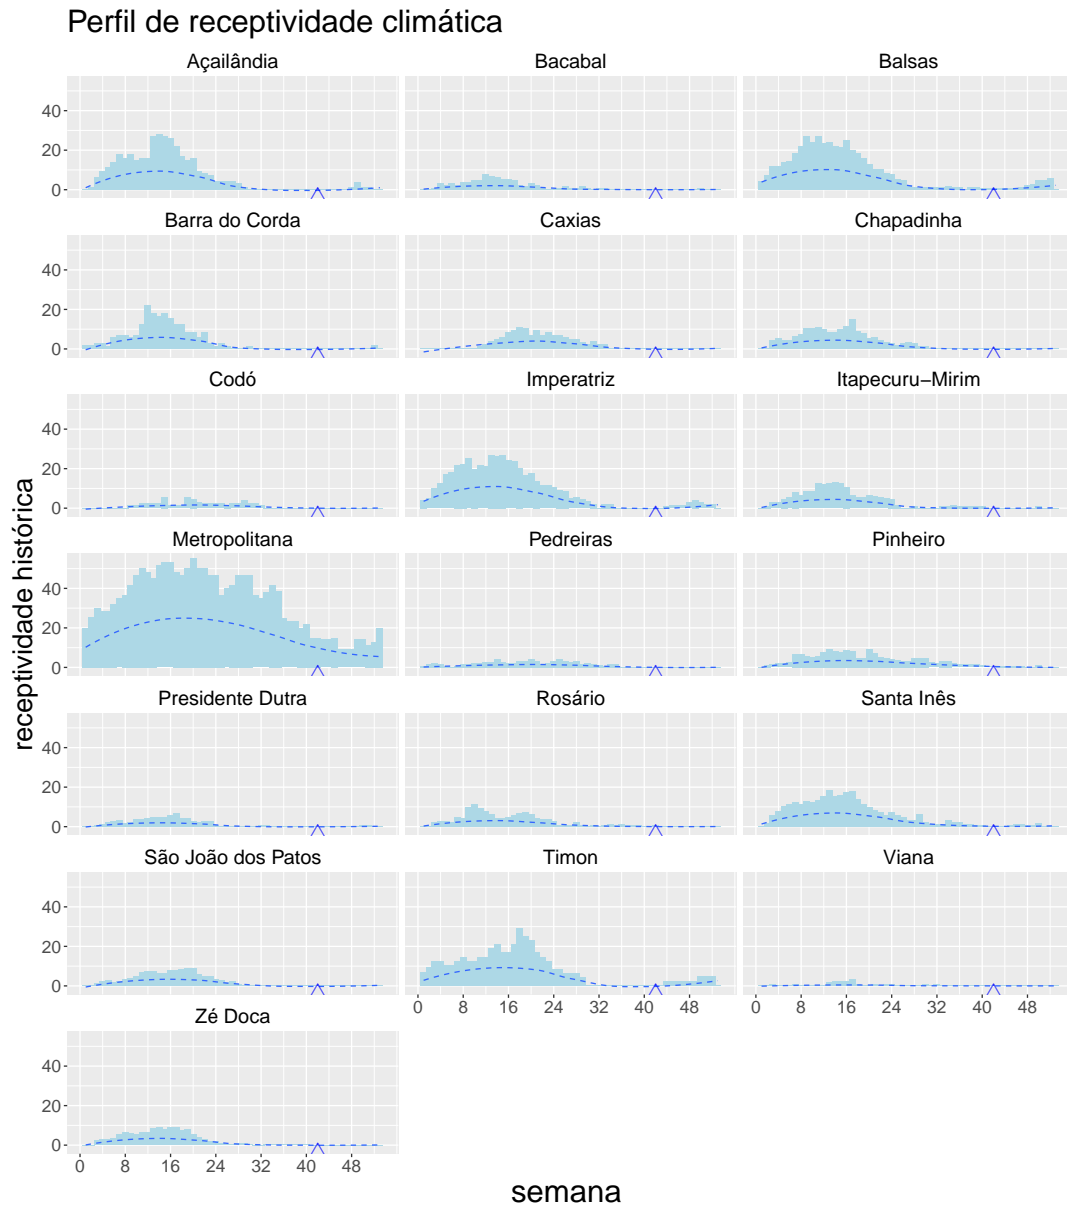 Perfil de receptividade climática
Açailândia
Bacabal
Balsas
40
20
0
Barra do Corda
Caxias
Chapadinha
40
20
0
Codó
Imperatriz
Itapecuru−Mirim
40
20
0
Metropolitana
Pedreiras
Pinheiro
40
20
0
Presidente Dutra
Rosário
Santa Inês
40
20
0
São João dos Patos
Timon
Viana
40
20
0
0 8 16 24 32 40 48
0 8 16 24 32 40 48
Zé Doca
40
20
0
0 8 16 24 32 40 48
semana
receptividade histórica